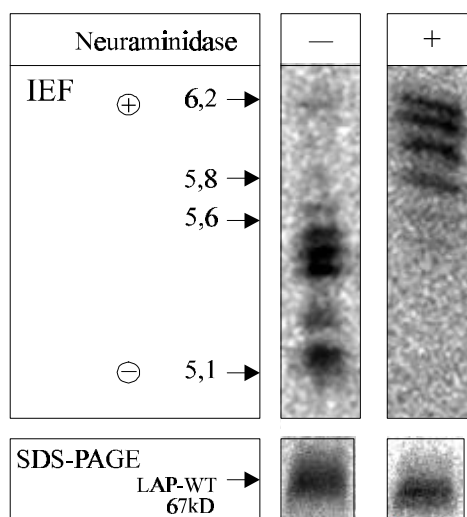 Neuraminidase — +
IEF
⊕ 6,2
5,8
5,6
⊖ 5,1
SDS-PAGE
LAP-WT
67kD